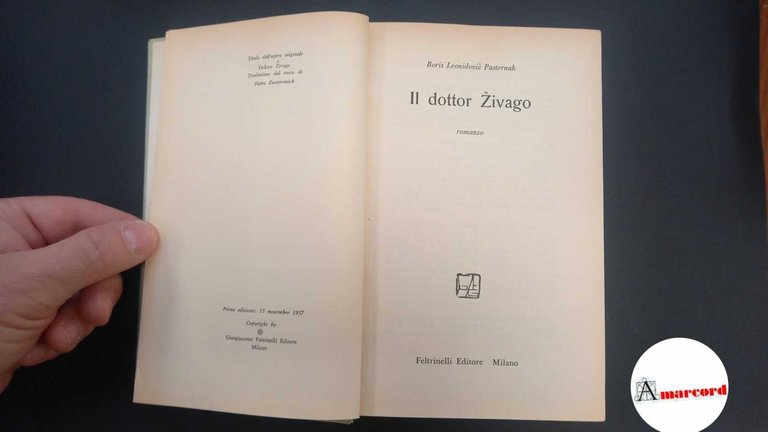 Titolo dell'opera originale
Doktor Živago
Traduzione dal russo di
Pietro Zveteremich
Prima edizione: 15 novembre 1957
Copyright by
©
Giangiacomo Feltrinelli Editore
Milano
Boris Leonidovič Pasternak
Il dottor Živago
romanzo
Feltrinelli Editore Milano
Amarcord